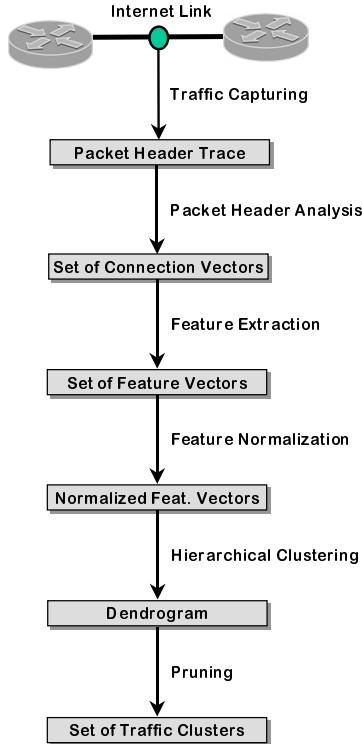 Internet Link
Traffic Capturing
Packet Header Trace
Packet Header Analysis
Set of Connection Vectors
Feature Extraction
Set of Feature Vectors
Feature Normalization
Normalized Feat. Vectors
Hierarchical Clustering
Dendrogram
Pruning
Set of Traffic Clusters